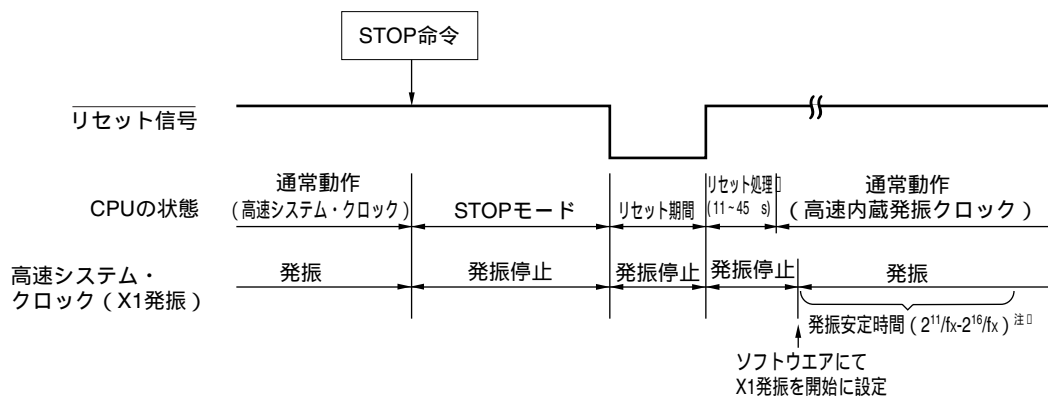 STOP命令
リセット信号
CPUの状態
通常動作
(高速システム・クロック)
STOPモード
リセット期間
リセット処理
(11~45 s)
通常動作
(高速内蔵発振クロック)
高速システム・
クロック(X1発振)
発振
発振停止
発振停止
発振停止
発振
発振安定時間(2¹¹/fx-2¹⁶/fx)注
ソフトウエアにて
X1発振を開始に設定